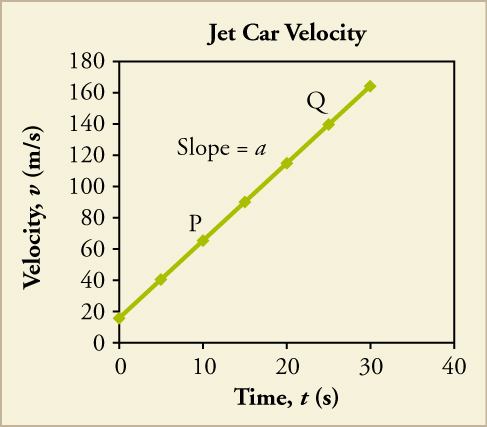 Jet Car Velocity
180
160
140
120
100
80
60
40
20
0
Velocity, v (m/s)
Q
Slope = a
P
0 10 20 30 40
Time, t (s)